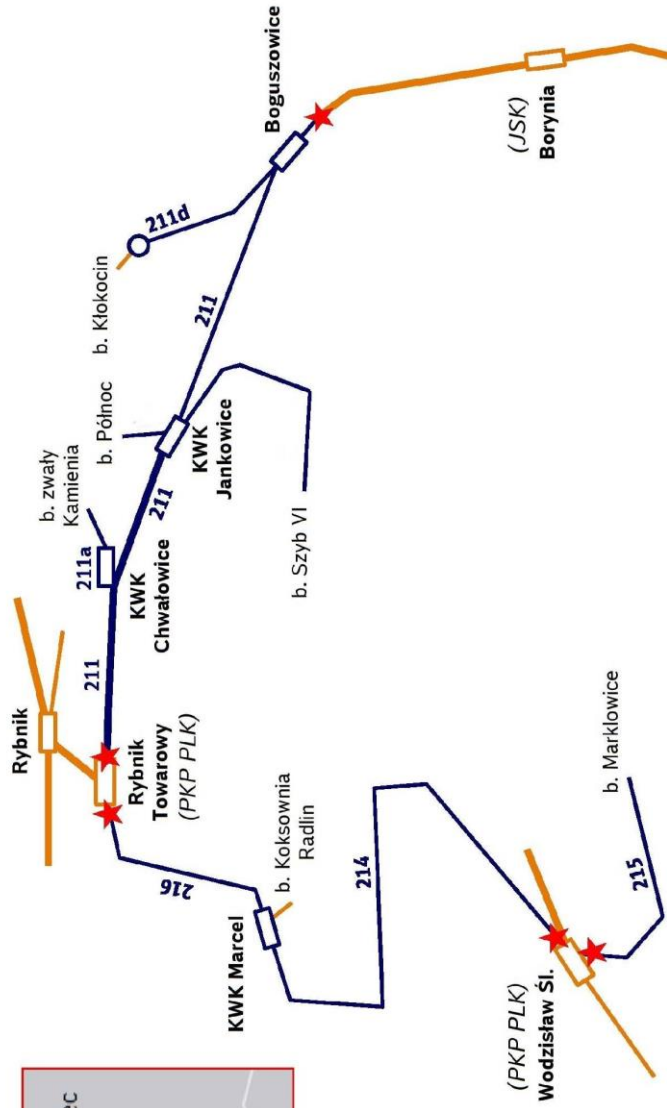 ec
Rybnik
Rybnik
Towarowy
(PKP PLK)
211
211a
b. zwały
Kamienia
KWK
Chwałowice
211
b. Północ
KWK
Jankowice
b. Szyb VI
211
b. Kłokocin
211d
Boguszowice
(JSK)
Borynia
216
KWK Marcel
b. Koksownia
Radlin
214
(PKP PLK)
Wodzisław Śl.
215
b. Marklowice